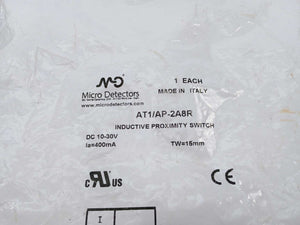 1 EACH
MADE IN ITALY
Micro Detectors
www.microdetectors.com
AT1/AP-2A8R
INDUCTIVE PROXIMITY SWITCH
DC 10-30V
Ia=400mA
TW=15mm
US
CE
I